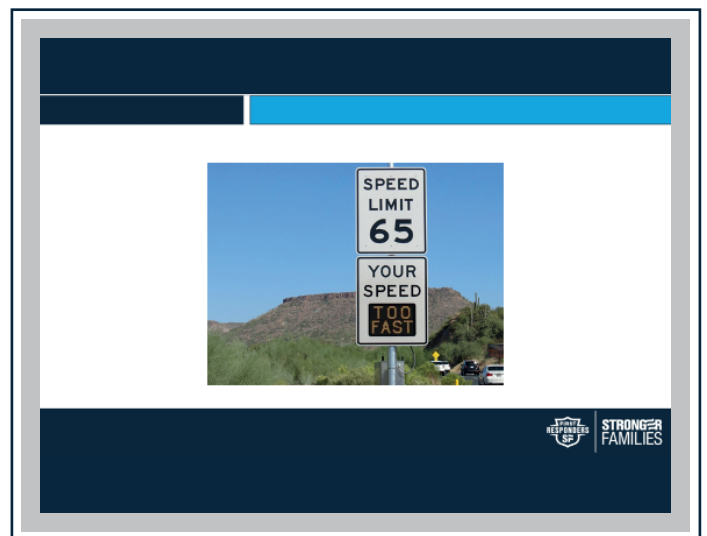 SPEED
LIMIT
65
YOUR
SPEED
TOO
FAST
FIRST
RESPONDERS
SF
STRONGER
FAMILIES